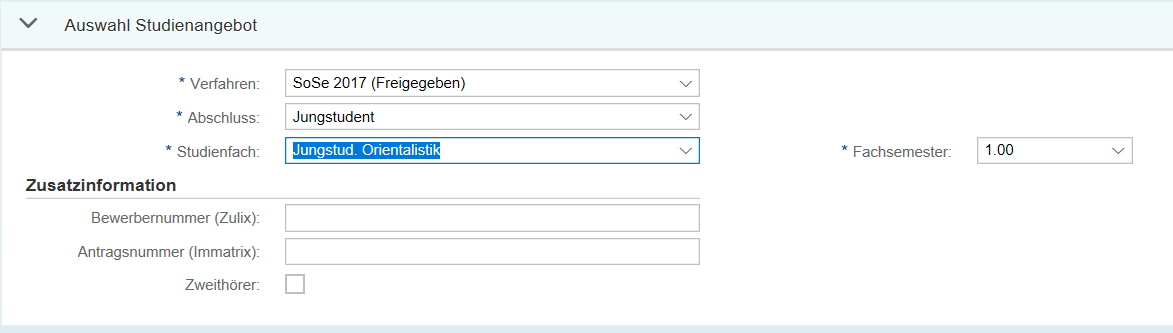 Auswahl Studienangebot
* Verfahren: SoSe 2017 (Freigegeben)
* Abschluss: Jungstudent
* Studienfach: Jungstud. Orientalistik * Fachsemester: 1.00
Zusatzinformation
Bewerbernummer (Zulix):
Antragsnummer (Immatrix):
Zweithörer: